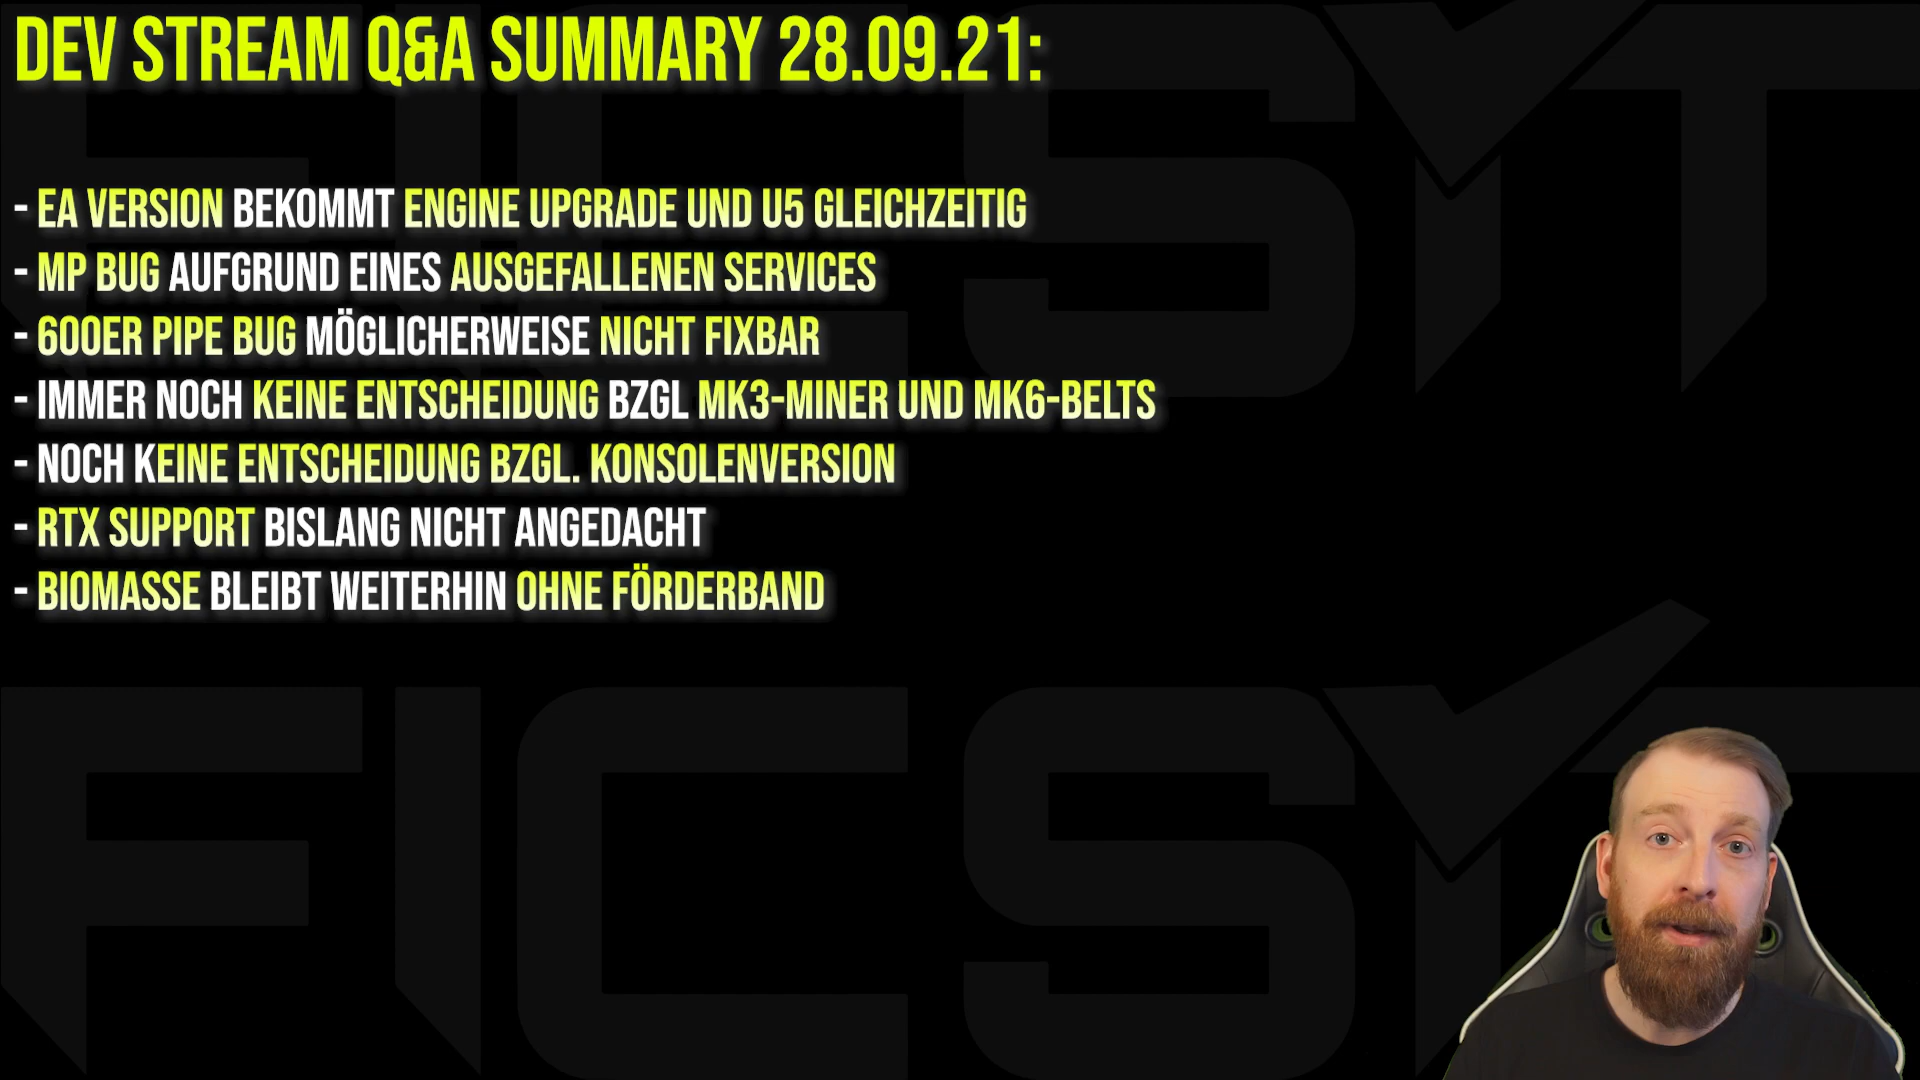 DEV STREAM Q&A SUMMARY 28.09.21:
- EA VERSION BEKOMMT ENGINE UPGRADE UND U5 GLEICHZEITIG
- MP BUG AUFGRUND EINES AUSGEFALLENEN SERVICES
- 600ER PIPE BUG MÖGLICHERWEISE NICHT FIXBAR
- IMMER NOCH KEINE ENTSCHEIDUNG BZGL MK3-MINER UND MK6-BELTS
- NOCH KEINE ENTSCHEIDUNG BZGL. KONSOLENVERSION
- RTX SUPPORT BISLANG NICHT ANGEDACHT
- BIOMASSE BLEIBT WEITERHIN OHNE FÖRDERBAND
FICSIT
FICSIT